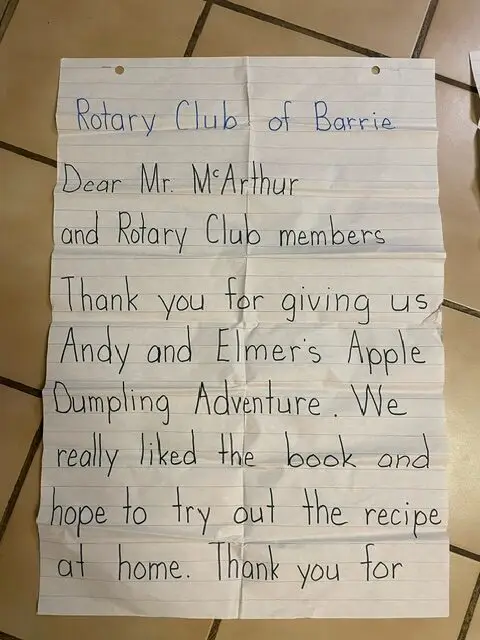 Rotary Club of Barrie
Dear Mr. McArthur
and Rotary Club members
Thank you for giving us
Andy and Elmer's Apple
Dumpling Adventure. We
really liked the book and
hope to try out the recipe
at home. Thank you for